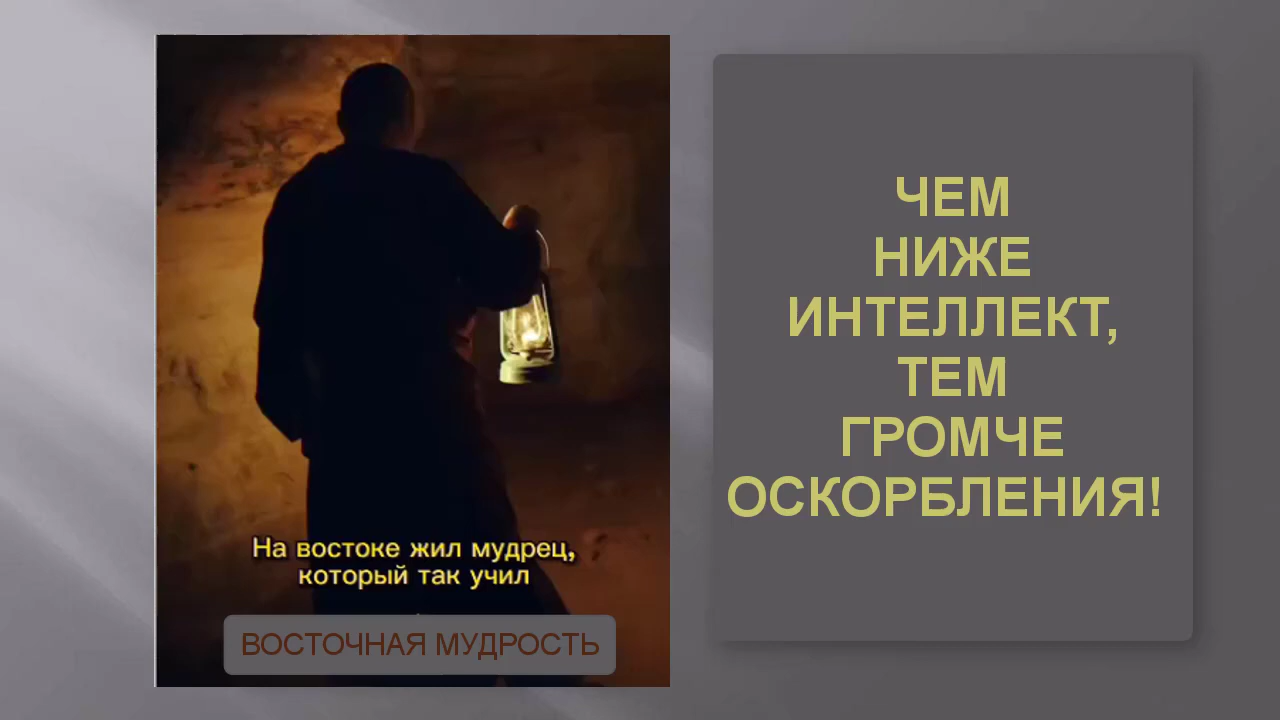 На востоке жил мудрец,
который так учил
ВОСТОЧНАЯ МУДРОСТЬ
ЧЕМ
НИЖЕ
ИНТЕЛЛЕКТ,
ТЕМ
ГРОМЧЕ
ОСКОРБЛЕНИЯ!